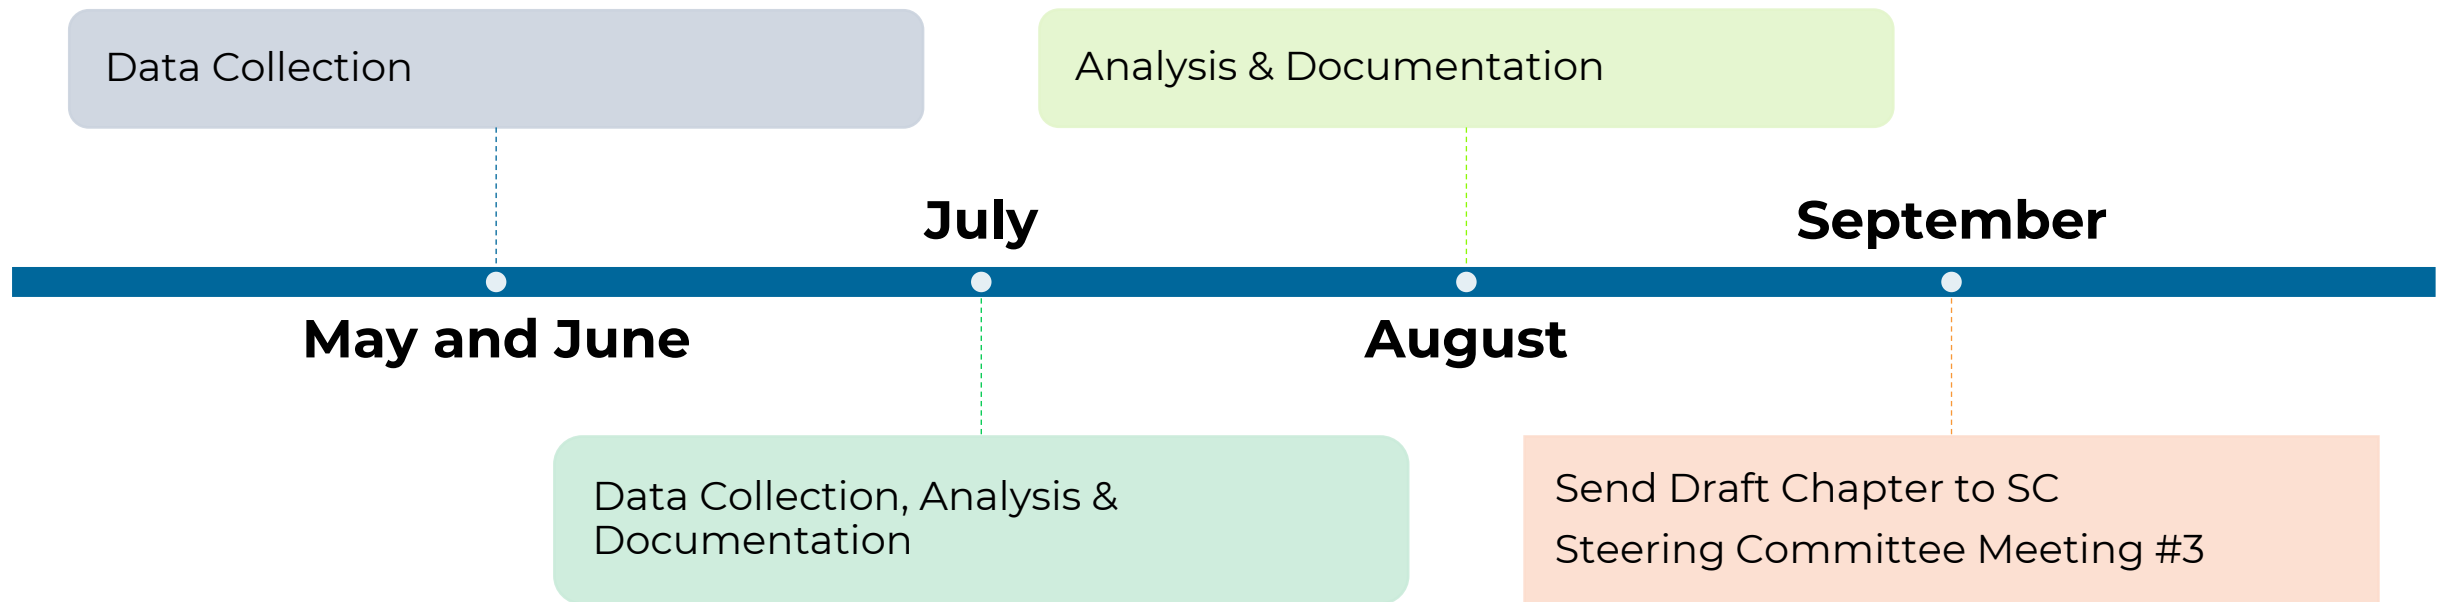 Data Collection
Analysis & Documentation
July
September
May and June
August
Data Collection, Analysis &
Documentation
Send Draft Chapter to SC
Steering Committee Meeting #3